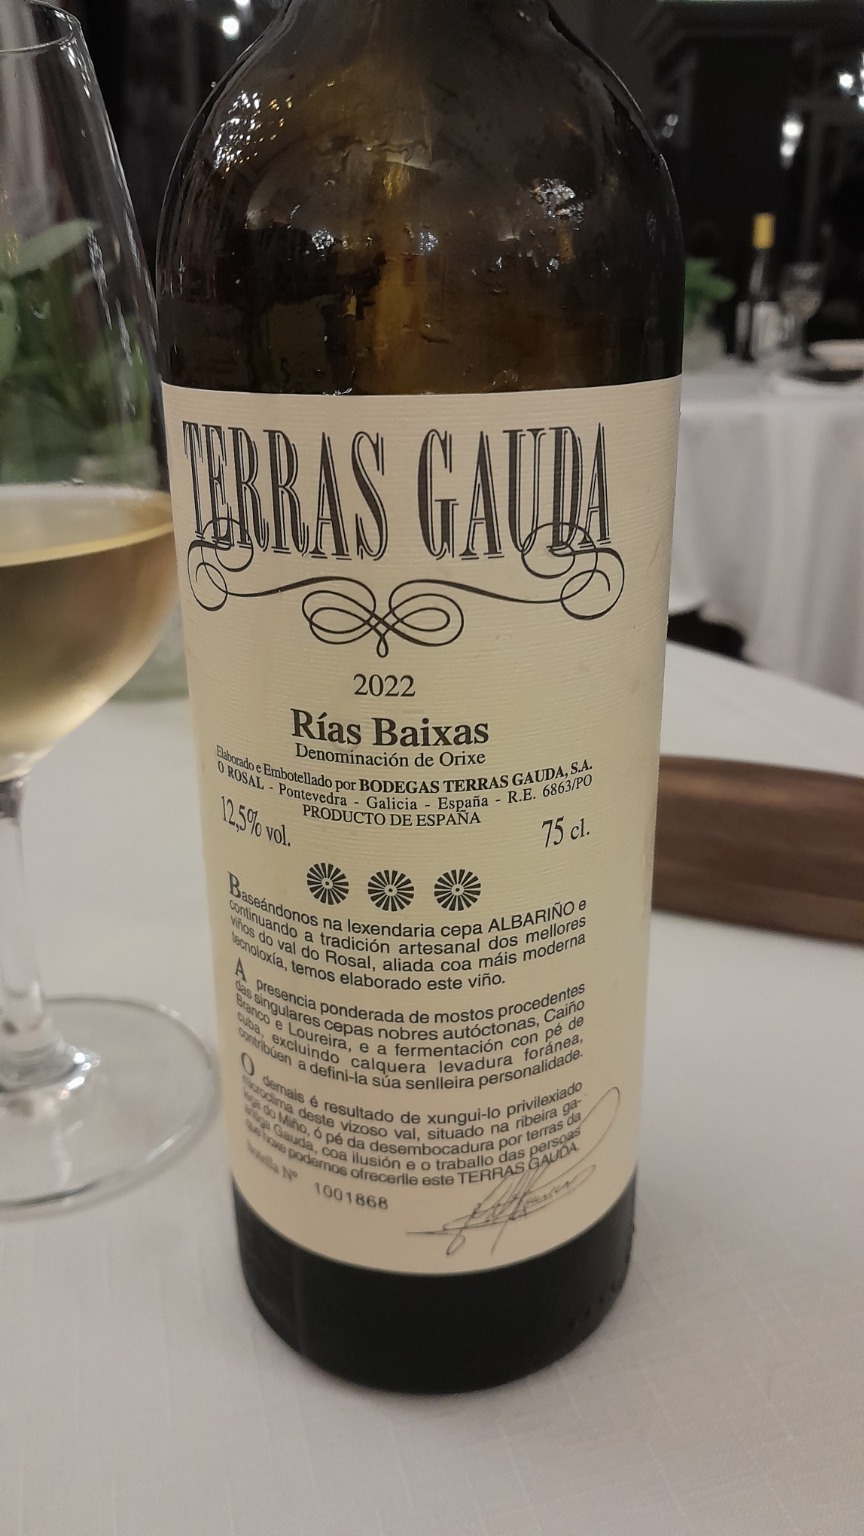 TERRAS GAUDA
2022
Rías Baixas
Denominación de Orixe
Elaborado e Embotellado por BODEGAS TERRAS GAUDA, S.A.
O ROSAL - Pontevedra - Galicia - España - R.E. 6863/PO
PRODUCTO DE ESPAÑA
12,5% vol.
75 cl.
Baseándonos na lexendaria cepa ALBARIÑO e
continuando a tradición artesanal dos mellores
viños do val do Rosal, aliada coa máis moderna
tecnoloxía, temos elaborado este viño.
A presencia ponderada de mostos procedentes
das singulares cepas nobres autóctonas, Caiño
Branco e Loureira, e a fermentación con pé de
cuba, excluindo calquera levadura foránea,
contribúen a defini-la súa senlleira personalidade.
O demais é resultado de xungui-lo privilexiado
microclima deste vizoso val, situado na ribeira ga-
lega do Miño, ó pé da desembocadura por terras da
antiga Gauda, coa ilusión e o traballo das persoas
que hoxe podemos ofrecerlle este TERRAS GAUDA.
botella Nº 1001868